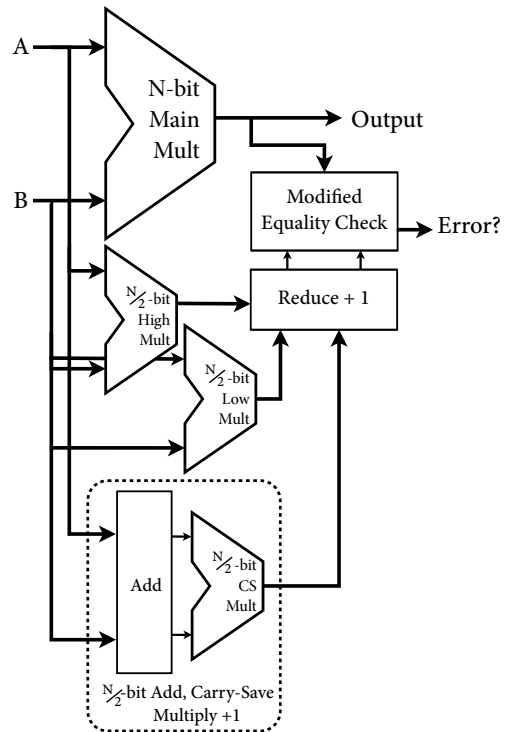 A
N-bit
Main
Mult
Output
B
Modified
Equality Check
Error?
N/2-bit
High
Mult
Reduce + 1
N/2-bit
Low
Mult
Add
N/2-bit
CS
Mult
N/2-bit Add, Carry-Save
Multiply +1